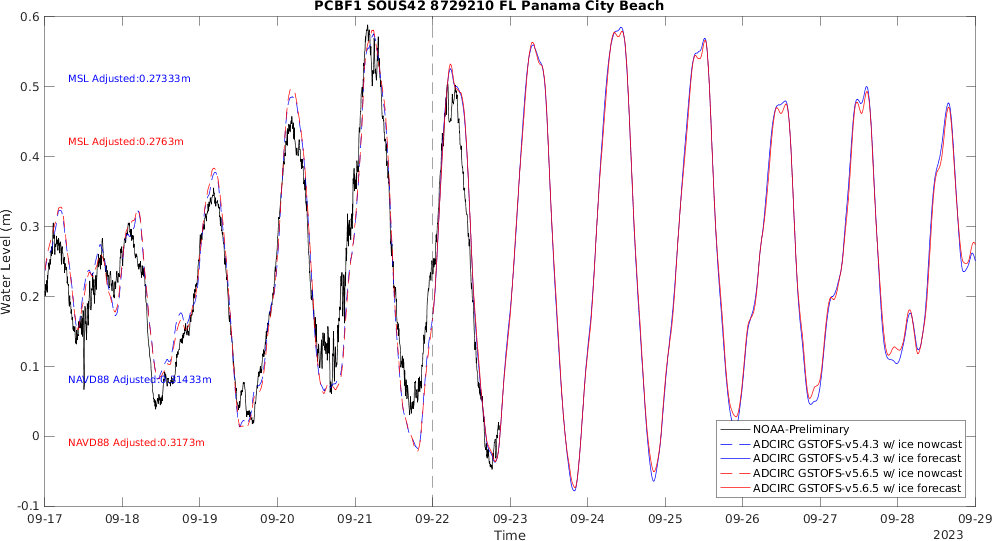 PCBF1 SOUS42 8729210 FL Panama City Beach
0.6
0.5
0.4
0.3
0.2
0.1
0
-0.1
Water Level (m)
MSL Adjusted:0.27333m
MSL Adjusted:0.2763m
NAVD88 Adjusted:0.31433m
NAVD88 Adjusted:0.3173m
NOAA-Preliminary
ADCIRC GSTOFS-v5.4.3 w/ ice nowcast
ADCIRC GSTOFS-v5.4.3 w/ ice forecast
ADCIRC GSTOFS-v5.6.5 w/ ice nowcast
ADCIRC GSTOFS-v5.6.5 w/ ice forecast
09-17 09-18 09-19 09-20 09-21 09-22 09-23 09-24 09-25 09-26 09-27 09-28 09-29
Time
2023